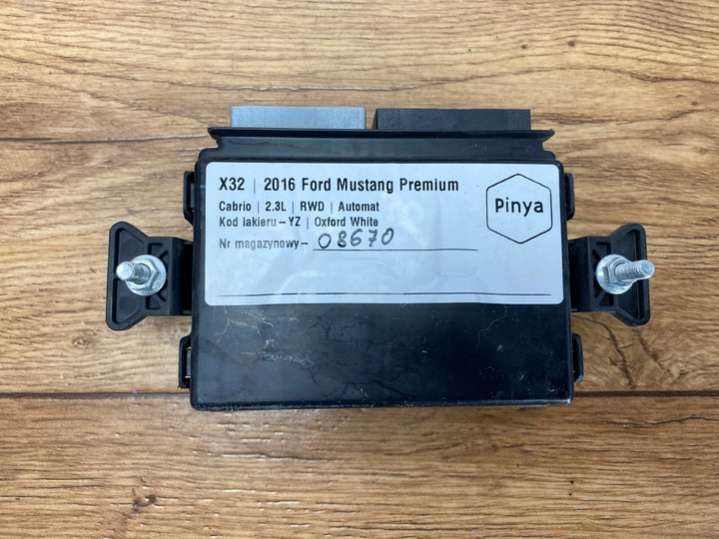 X32 | 2016 Ford Mustang Premium
Cabrio | 2.3L | RWD | Automat
Kod lakieru – YZ | Oxford White
Nr magazynowy – 08670
Pinya